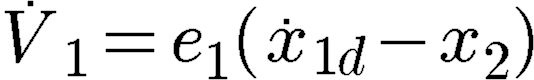 V̇₁ = e₁(ẋ₁d − x₂)